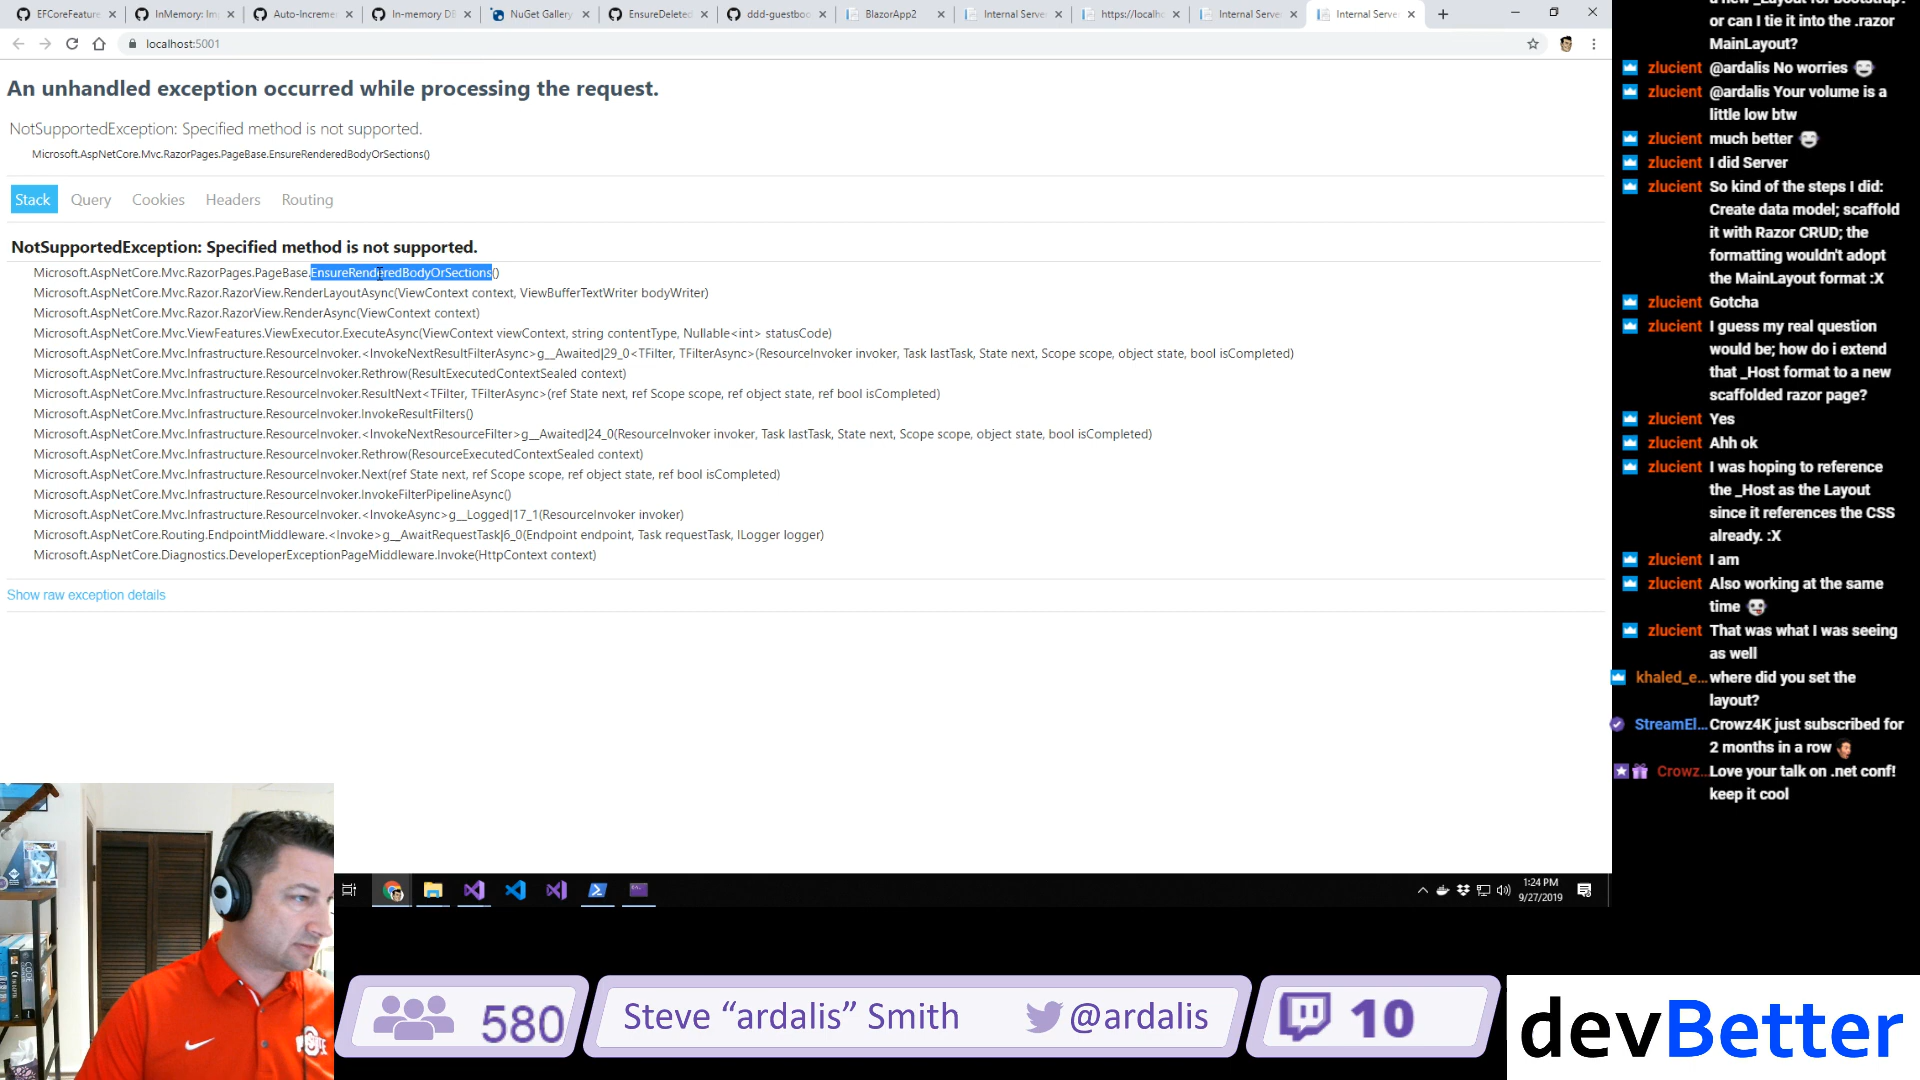 EFCoreFeature
InMemory: Im
Auto-Increme
In-memory DB
NuGet Gallery
EnsureDeleted
ddd-guestboo
BlazorApp2
Internal Serve
https://localho
Internal Serve
Internal Serve
localhost:5001
An unhandled exception occurred while processing the request.
NotSupportedException: Specified method is not supported.
Microsoft.AspNetCore.Mvc.RazorPages.PageBase.EnsureRenderedBodyOrSections()
Stack
Query
Cookies
Headers
Routing
NotSupportedException: Specified method is not supported.
Microsoft.AspNetCore.Mvc.RazorPages.PageBase.EnsureRenderedBodyOrSections()
Microsoft.AspNetCore.Mvc.Razor.RazorView.RenderLayoutAsync(ViewContext context, ViewBufferTextWriter bodyWriter)
Microsoft.AspNetCore.Mvc.Razor.RazorView.RenderAsync(ViewContext context)
Microsoft.AspNetCore.Mvc.ViewFeatures.ViewExecutor.ExecuteAsync(ViewContext viewContext, string contentType, Nullable<int> statusCode)
Microsoft.AspNetCore.Mvc.Infrastructure.ResourceInvoker.<InvokeNextResultFilterAsync>g__Awaited|29_0<TFilter, TFilterAsync>(ResourceInvoker invoker, Task lastTask, State next, Scope scope, object state, bool isCompleted)
Microsoft.AspNetCore.Mvc.Infrastructure.ResourceInvoker.Rethrow(ResultExecutedContextSealed context)
Microsoft.AspNetCore.Mvc.Infrastructure.ResourceInvoker.ResultNext<TFilter, TFilterAsync>(ref State next, ref Scope scope, ref object state, ref bool isCompleted)
Microsoft.AspNetCore.Mvc.Infrastructure.ResourceInvoker.InvokeResultFilters()
Microsoft.AspNetCore.Mvc.Infrastructure.ResourceInvoker.<InvokeNextResourceFilter>g__Awaited|24_0(ResourceInvoker invoker, Task lastTask, State next, Scope scope, object state, bool isCompleted)
Microsoft.AspNetCore.Mvc.Infrastructure.ResourceInvoker.Rethrow(ResourceExecutedContextSealed context)
Microsoft.AspNetCore.Mvc.Infrastructure.ResourceInvoker.Next(ref State next, ref Scope scope, ref object state, ref bool isCompleted)
Microsoft.AspNetCore.Mvc.Infrastructure.ResourceInvoker.InvokeFilterPipelineAsync()
Microsoft.AspNetCore.Mvc.Infrastructure.ResourceInvoker.<InvokeAsync>g__Logged|17_1(ResourceInvoker invoker)
Microsoft.AspNetCore.Routing.EndpointMiddleware.<Invoke>g__AwaitRequestTask|6_0(Endpoint endpoint, Task requestTask, ILogger logger)
Microsoft.AspNetCore.Diagnostics.DeveloperExceptionPageMiddleware.Invoke(HttpContext context)
Show raw exception details
1:24 PM
9/27/2019
a new _Layout for bootstrap?
or can I tie it into the .razor
MainLayout?
zlucient @ardalis No worries
zlucient @ardalis Your volume is a
little low btw
zlucient much better
zlucient I did Server
zlucient So kind of the steps I did:
Create data model; scaffold
it with Razor CRUD; the
formatting wouldn't adopt
the MainLayout format :X
zlucient Gotcha
zlucient I guess my real question
would be; how do i extend
that _Host format to a new
scaffolded razor page?
zlucient Yes
zlucient Ahh ok
zlucient I was hoping to reference
the _Host as the Layout
since it references the CSS
already. :X
zlucient I am
zlucient Also working at the same
time
zlucient That was what I was seeing
as well
khaled_e... where did you set the
layout?
StreamEl... Crowz4K just subscribed for
2 months in a row
Crowz... Love your talk on .net conf!
keep it cool
580
Steve “ardalis” Smith
@ardalis
10
devBetter